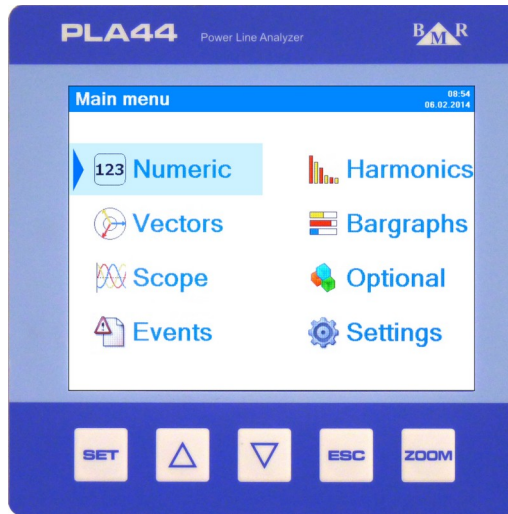 PLA44 Power Line Analyzer BMR
Main menu 08:54
06.02.2014
123 Numeric Harmonics
Vectors Bargraphs
Scope Optional
Events Settings
SET ESC ZOOM